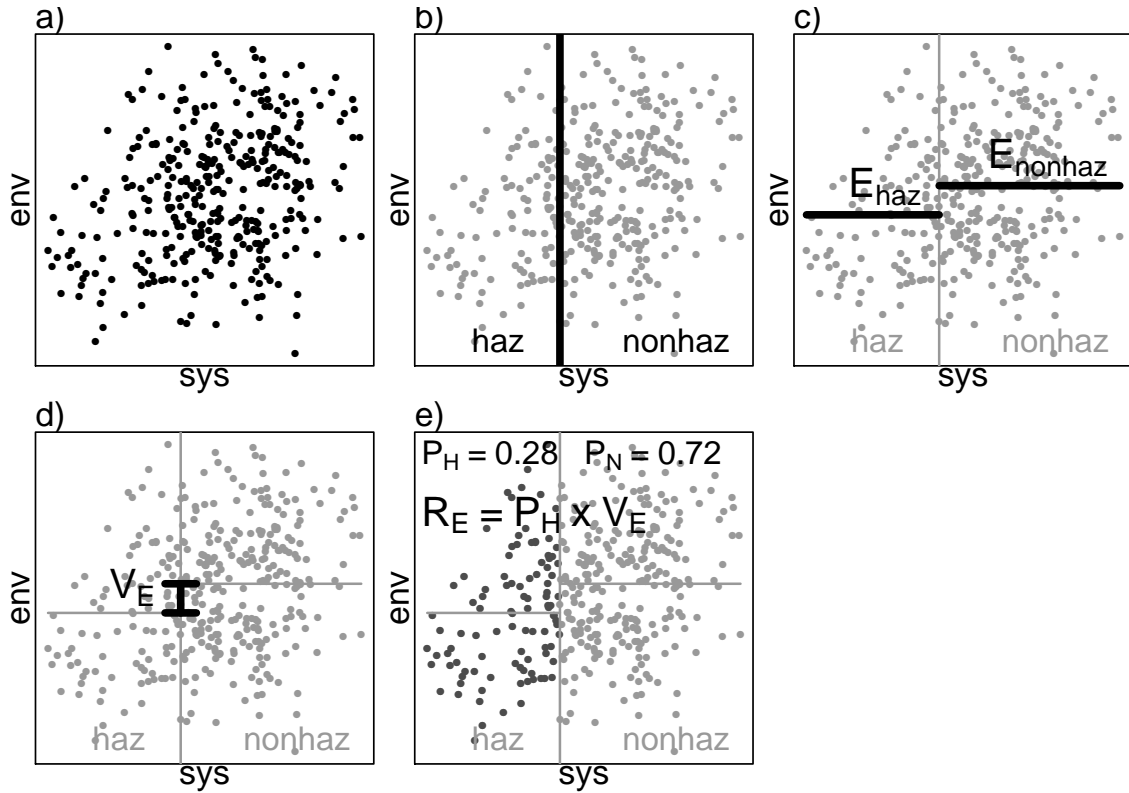 a)
env
sys
b)
env
haz
nonhaz
sys
c)
env
E_haz
E_nonhaz
haz
nonhaz
sys
d)
env
V_E
haz
nonhaz
sys
e)
env
P_H = 0.28 P_N = 0.72
R_E = P_H x V_E
haz
nonhaz
sys